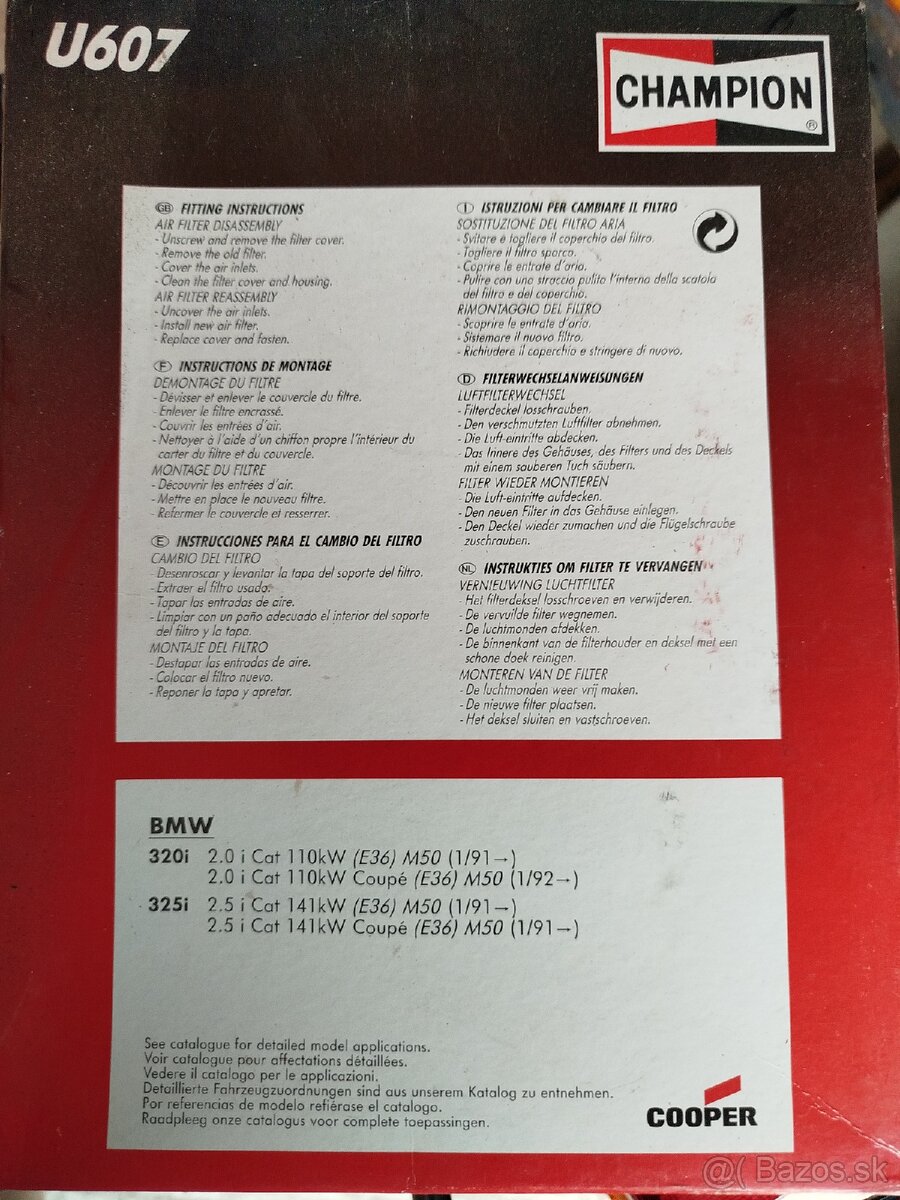 U607
CHAMPION
®
GB FITTING INSTRUCTIONS
AIR FILTER DISASSEMBLY
- Unscrew and remove the filter cover.
- Remove the old filter.
- Cover the air inlets.
- Clean the filter cover and housing.
AIR FILTER REASSEMBLY
- Uncover the air inlets.
- Install new air filter.
- Replace cover and fasten.
F INSTRUCTIONS DE MONTAGE
DEMONTAGE DU FILTRE
- Dévisser et enlever le couvercle du filtre.
- Enlever le filtre encrassé.
- Couvrir les entrées d'air.
- Nettoyer à l'aide d'un chiffon propre l'intérieur du
carter du filtre et du couvercle.
MONTAGE DU FILTRE
- Découvrir les entrées d'air.
- Mettre en place le nouveau filtre.
- Refermer le couvercle et resserrer.
E INSTRUCCIONES PARA EL CAMBIO DEL FILTRO
CAMBIO DEL FILTRO
- Desenroscar y levantar la tapa del soporte del filtro.
- Extraer el filtro usado.
- Tapar las entradas de aire.
- Limpiar con un paño adecuado el interior del soporte
del filtro y la tapa.
MONTAJE DEL FILTRO
- Destapar las entradas de aire.
- Colocar el filtro nuevo.
- Reponer la tapa y apretar.
I ISTRUZIONI PER CAMBIARE IL FILTRO
SOSTITUZIONE DEL FILTRO ARIA
- Svitare e togliere il coperchio del filtro.
- Togliere il filtro sporco.
- Coprire le entrate d'aria.
- Pulire con uno straccio pulito l'interno della scatola
del filtro e del coperchio.
RIMONTAGGIO DEL FILTRO
- Scoprire le entrate d'aria.
- Sistemare il nuovo filtro.
- Richiudere il coperchio e stringere di nuovo.
D FILTERWECHSELANWEISUNGEN
LUFTFILTERWECHSEL
- Filterdeckel losschrauben.
- Den verschmutzten Luftfilter abnehmen.
- Die Luft-eintritte abdecken.
- Das Innere des Gehäuses, des Filters und des Deckels
mit einem sauberen Tuch säubern.
FILTER WIEDER MONTIEREN
- Die Luft-eintritte aufdecken.
- Den neuen Filter in das Gehäuse einlegen.
- Den Deckel wieder zumachen und die Flügelschraube
zuschrauben.
NL INSTRUKTIES OM FILTER TE VERVANGEN
VERNIEUWING LUCHTFILTER
- Het filterdeksel losschroeven en verwijderen.
- De vervuilde filter wegnemen.
- De luchtmonden afdekken.
- De binnenkant van de filterhouder en deksel met een
schone doek reinigen.
MONTEREN VAN DE FILTER
- De luchtmonden weer vrij maken.
- De nieuwe filter plaatsen.
- Het deksel sluiten en vastschroeven.
BMW
320i 2.0 i Cat 110kW (E36) M50 (1/91→)
2.0 i Cat 110kW Coupé (E36) M50 (1/92→)
325i 2.5 i Cat 141kW (E36) M50 (1/91→)
2.5 i Cat 141kW Coupé (E36) M50 (1/91→)
See catalogue for detailed model applications.
Voir catalogue pour affectations détaillées.
Vedere il catalogo per le applicazioni.
Detaillierte Fahrzeugzuordnungen sind aus unserem Katalog zu entnehmen.
Por referencias de modelo refiérase el catalogo.
Raadpleeg onze catalogus voor complete toepassingen.
COOPER
@( Bazos.sk